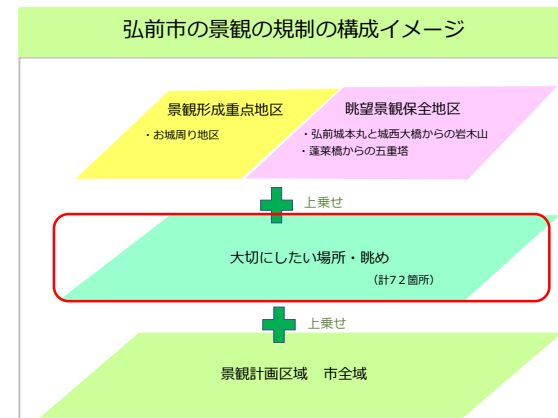 弘前市の景観の規制の構成イメージ
景観形成重点地区
・お城周り地区
眺望景観保全地区
・弘前城本丸と城西大橋からの岩木山
・蓬莱橋からの五重塔
上乗せ
大切にしたい場所・眺め
(計7２箇所)
上乗せ
景観計画区域　市全域